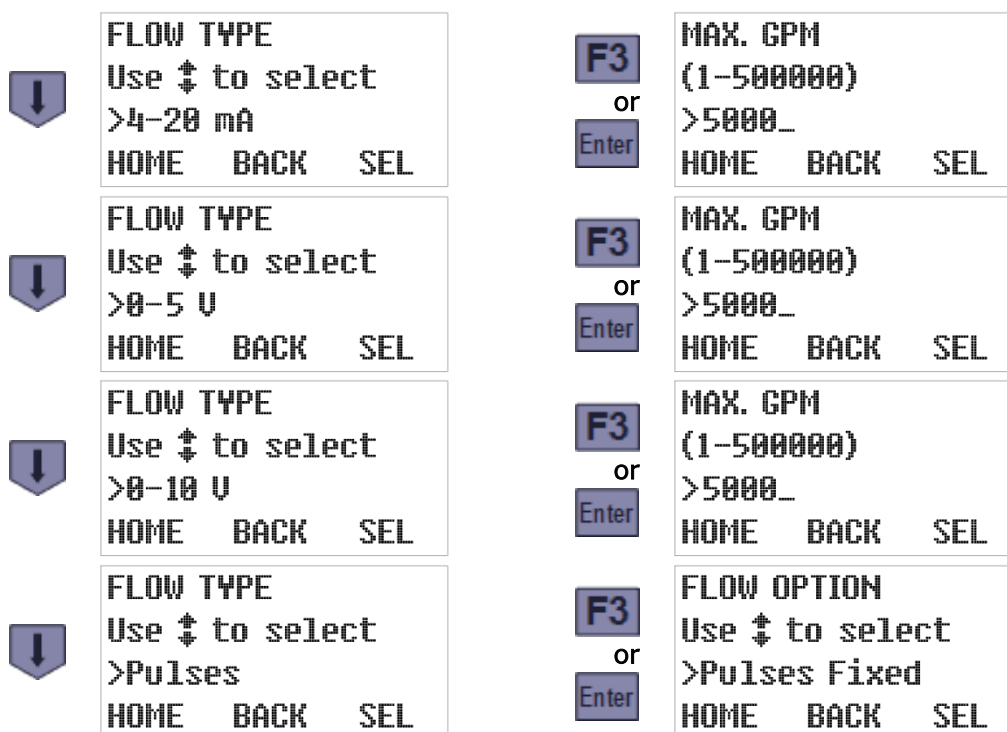 FLOW TYPE
Use ↕ to select
>4-20 mA
HOME BACK SEL
F3
or
Enter
MAX. GPM
(1-500000)
>5000_
HOME BACK SEL
FLOW TYPE
Use ↕ to select
>0-5 V
HOME BACK SEL
F3
or
Enter
MAX. GPM
(1-500000)
>5000_
HOME BACK SEL
FLOW TYPE
Use ↕ to select
>0-10 V
HOME BACK SEL
F3
or
Enter
MAX. GPM
(1-500000)
>5000_
HOME BACK SEL
FLOW TYPE
Use ↕ to select
>Pulses
HOME BACK SEL
F3
or
Enter
FLOW OPTION
Use ↕ to select
>Pulses Fixed
HOME BACK SEL